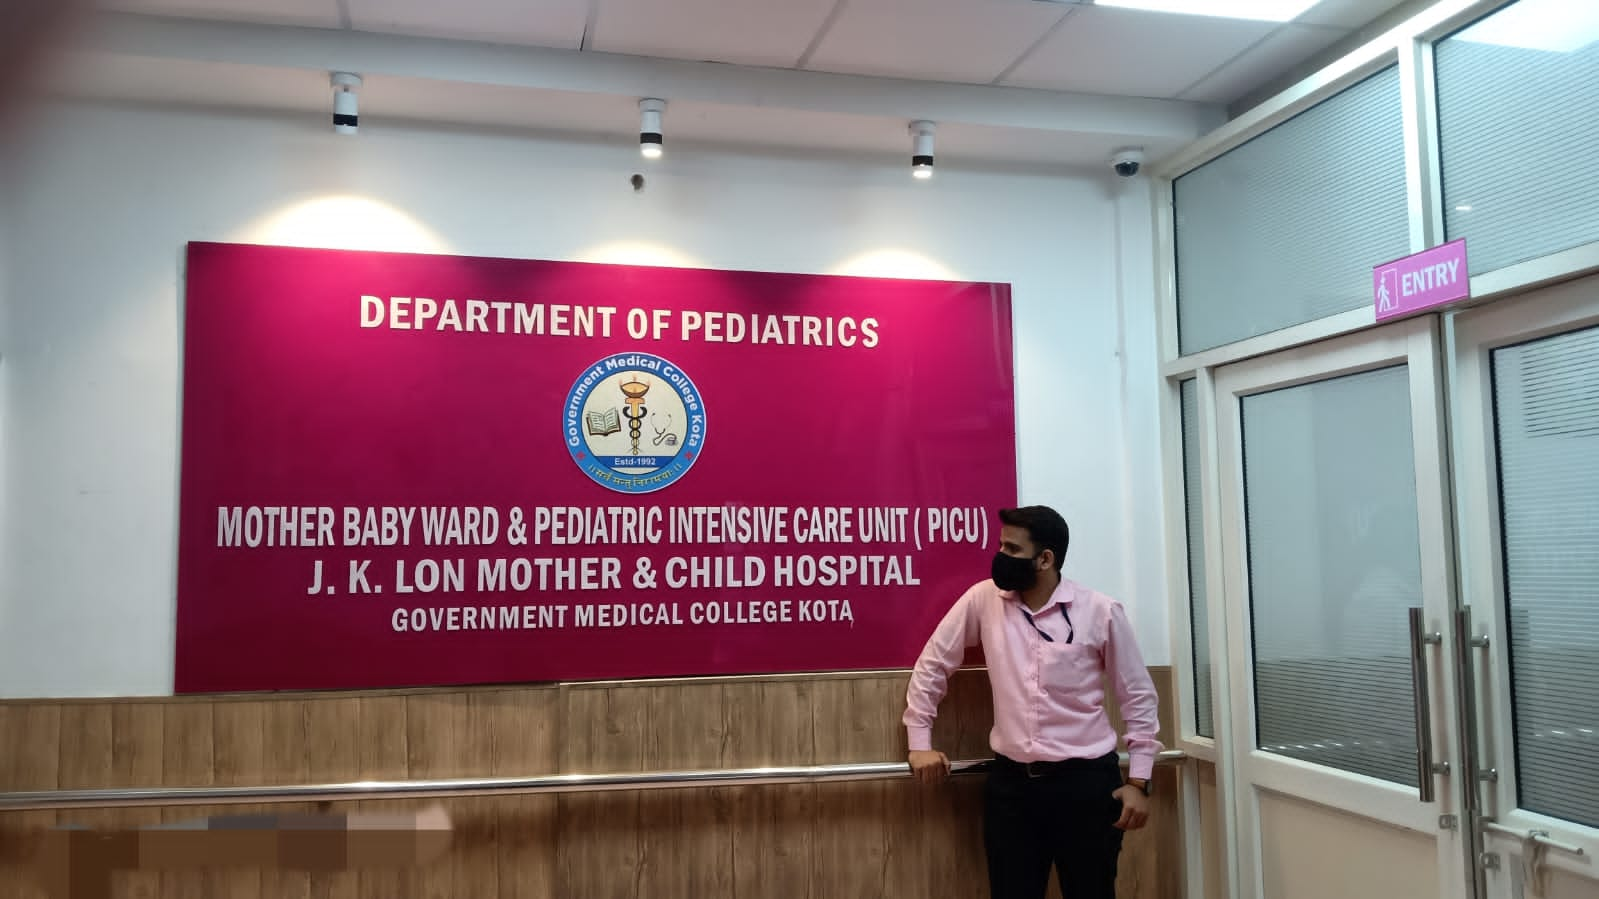 DEPARTMENT OF PEDIATRICS
Government Medical College Kota
Estd-1992
MOTHER BABY WARD & PEDIATRIC INTENSIVE CARE UNIT ( PICU)
J. K. LON MOTHER & CHILD HOSPITAL
GOVERNMENT MEDICAL COLLEGE KOTA
ENTRY